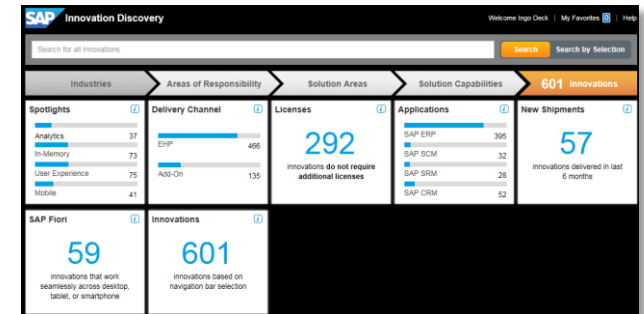 SAP Innovation Discovery
Welcome Ingo Deck | My Favorites 0 | Help
Search for all innovations
Search
Search by Selection
Industries
Areas of Responsibility
Solution Areas
Solution Capabilities
601 Innovations
Spotlights i
Analytics 37
In-Memory 73
User Experience 75
Mobile 41
Delivery Channel i
EHP 466
Add-On 135
Licenses i
292
innovations do not require
additional licenses
Applications i
SAP ERP 395
SAP SCM 32
SAP SRM 28
SAP CRM 52
New Shipments i
57
innovations delivered in last
6 months
SAP Fiori i
59
innovations that work
seamlessly across desktop,
tablet, or smartphone
Innovations i
601
innovations based on
navigation bar selection